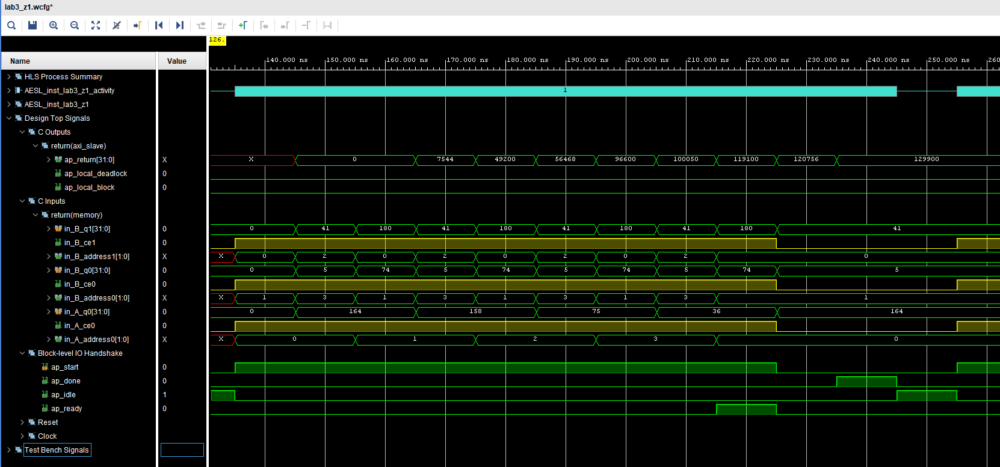 lab3_z1.wcfg*
126.
Name Value
140.000 ns 150.000 ns 160.000 ns 170.000 ns 180.000 ns 190.000 ns 200.000 ns 210.000 ns 220.000 ns 230.000 ns 240.000 ns 250.000 ns 260
HLS Process Summary
AESL_inst_lab3_z1_activity 1
AESL_inst_lab3_z1
Design Top Signals
C Outputs
return(axi_slave)
ap_return[31:0] X X 0 7544 49200 56468 96600 100050 119100 120756 129900
ap_local_deadlock 0
ap_local_block 0
C Inputs
return(memory)
in_B_q1[31:0] 0 0 41 180 41 180 41 180 41 180 41
in_B_ce1 0
in_B_address1[1:0] X X 0 2 0 2 0 2 0 2 0
in_B_q0[31:0] 0 0 5 74 5 74 5 74 5 74 5
in_B_ce0 0
in_B_address0[1:0] X X 1 3 1 3 1 3 1 3 1
in_A_q0[31:0] 0 0 164 158 75 36 164
in_A_ce0 0
in_A_address0[1:0] X X 0 1 2 3 0
Block-level IO Handshake
ap_start 0
ap_done 0
ap_idle 1
ap_ready 0
Reset
Clock
Test Bench Signals